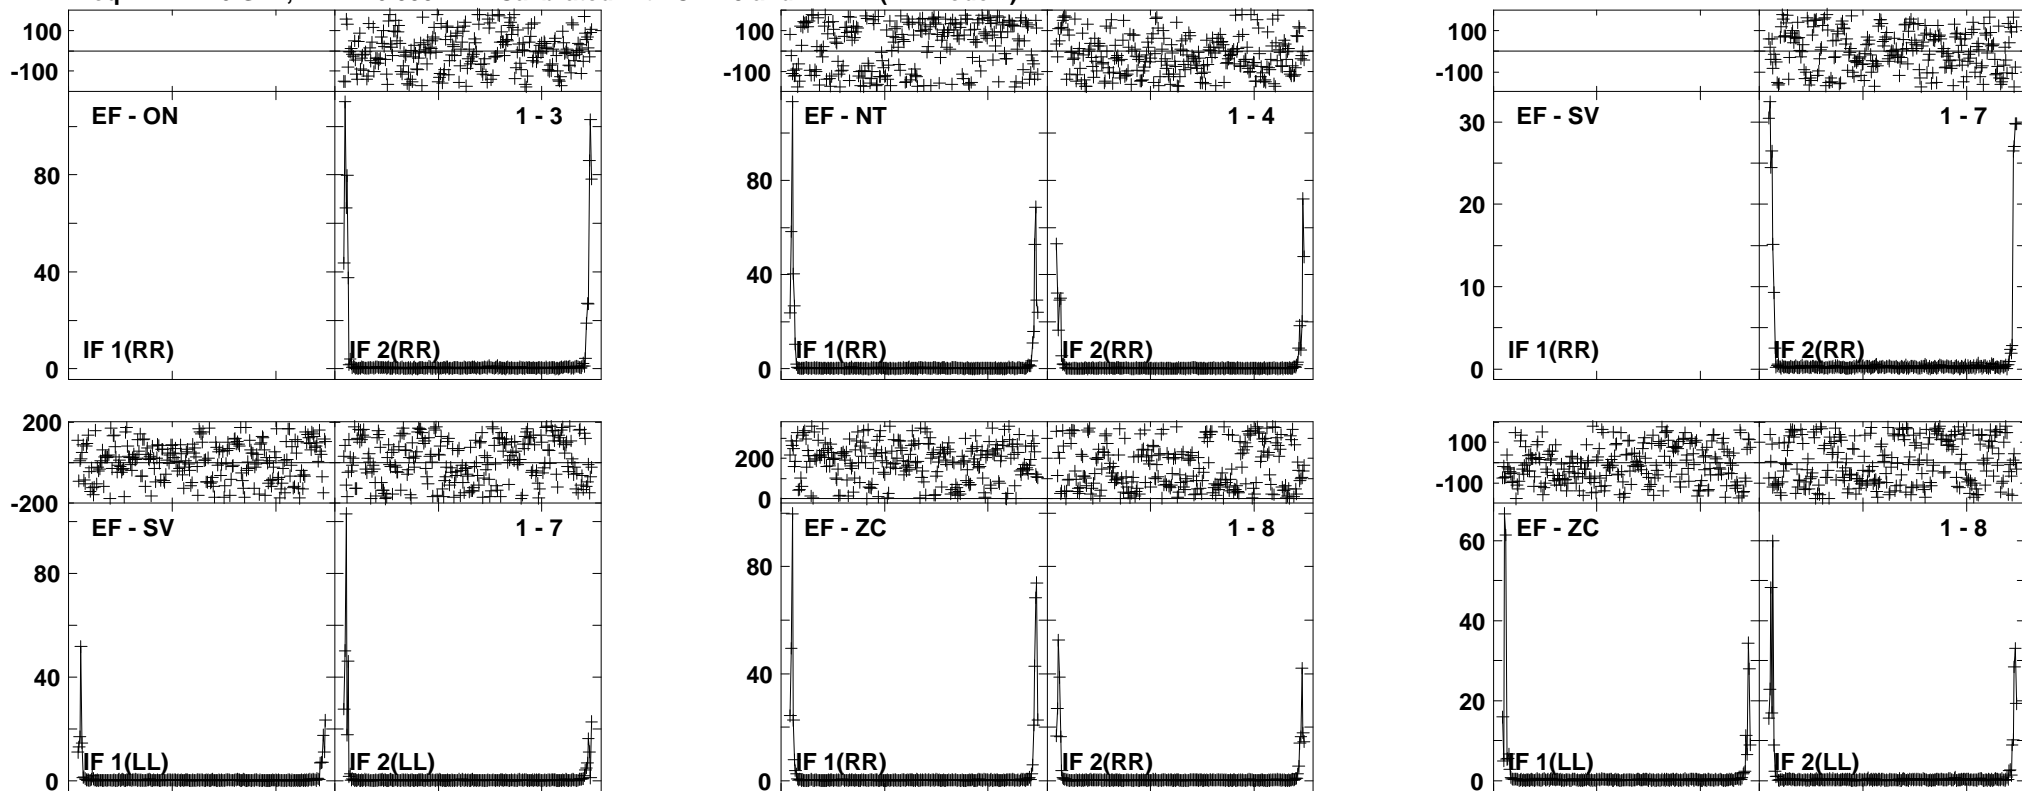 100
-100
EF - ON 1 - 3
80
40
0
IF 1(RR) IF 2(RR)
100
-100
EF - NT 1 - 4
80
40
0
IF 1(RR) IF 2(RR)
100
-100
EF - SV 1 - 7
30
20
10
0
IF 1(RR) IF 2(RR)
200
-200
EF - SV 1 - 7
80
40
0
IF 1(LL) IF 2(LL)
200
0
EF - ZC 1 - 8
80
40
0
IF 1(RR) IF 2(RR)
100
-100
EF - ZC 1 - 8
60
40
20
0
IF 1(LL) IF 2(LL)